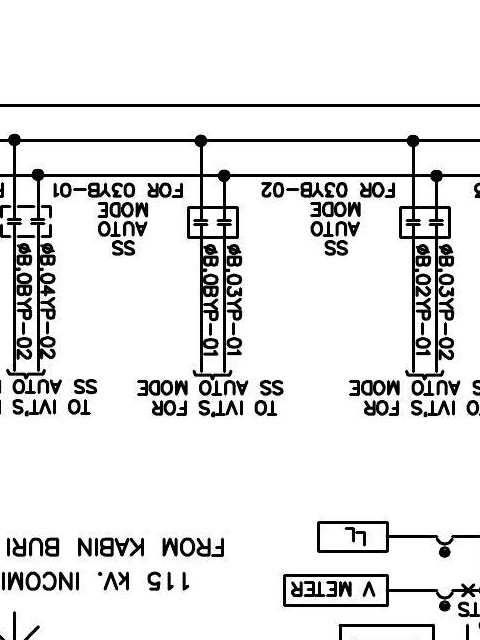 FOR 03YB-01
SS
AUTO
MODE
FOR 03YB-02
SS
AUTO
MODE
øB.0BYP-02
øB.04YP-02
øB.0BYP-01
øB.03YP-01
øB.02YP-01
øB.03YP-02
TO IVT'S
SS AUTO
TO IVT'S FOR
SS AUTO MODE
TO IVT'S FOR
SS AUTO MODE
115 kV. INCOMI
FROM KABIN BURI
V METER